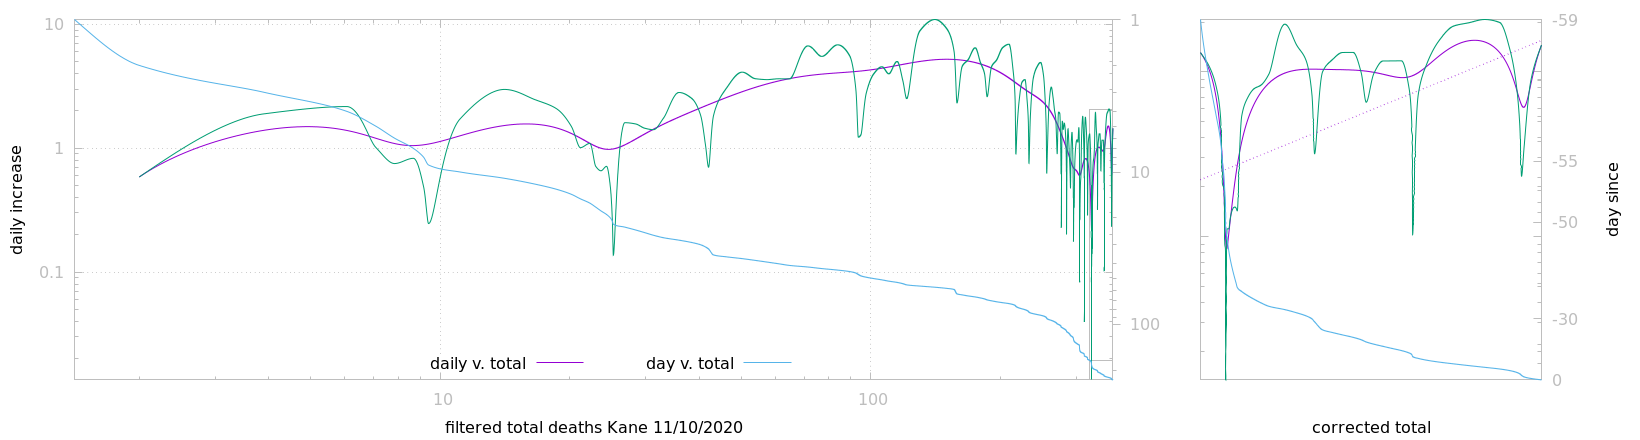 10
1
0.1
daily increase
daily v. total
day v. total
10
100
filtered total deaths Kane 11/10/2020
1
10
100
-59
-55
-50
-30
0
day since
corrected total